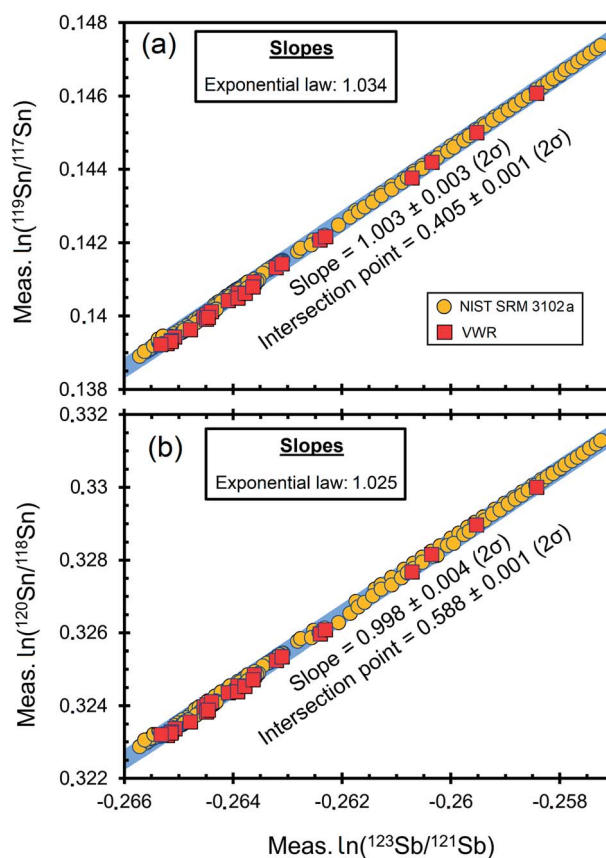 0.148
0.146
0.144
0.142
0.14
0.138
Meas. ln(¹¹⁹Sn/¹¹⁷Sn)
(a)
Slopes
Exponential law: 1.034
Slope = 1.003 ± 0.003 (2σ)
Intersection point = 0.405 ± 0.001 (2σ)
NIST SRM 3102a
VWR
0.332
0.33
0.328
0.326
0.324
0.322
Meas. ln(¹²⁰Sn/¹¹⁸Sn)
(b)
Slopes
Exponential law: 1.025
Slope = 0.998 ± 0.004 (2σ)
Intersection point = 0.588 ± 0.001 (2σ)
-0.266 -0.264 -0.262 -0.26 -0.258
Meas. ln(¹²³Sb/¹²¹Sb)